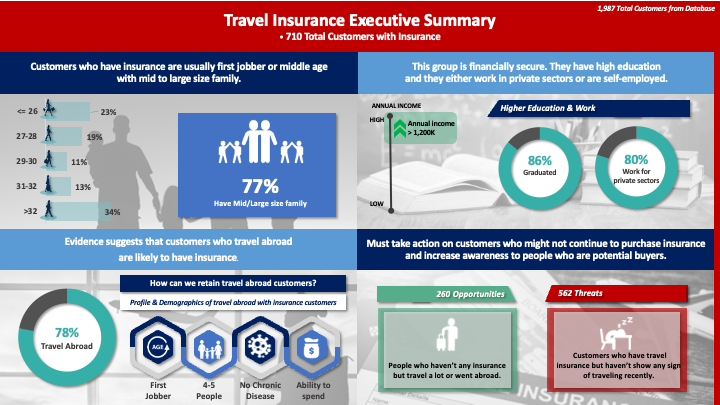 1,987 Total Customers from Database
Travel Insurance Executive Summary
• 710 Total Customers with Insurance
Customers who have insurance are usually first jobber or middle age
with mid to large size family.
<= 26
23%
27-28
19%
29-30
11%
31-32
13%
>32
34%
77%
Have Mid/Large size family
This group is financially secure. They have high education
and they either work in private sectors or are self-employed.
ANNUAL INCOME
HIGH
Annual Income
> 1,200K
LOW
Higher Education & Work
86%
Graduated
80%
Work for
private sectors
Evidence suggests that customers who travel abroad
are likely to have insurance.
78%
Travel Abroad
How can we retain travel abroad customers?
Profile & Demographics of travel abroad with insurance customers
AGE
First
Jobber
4-5
People
No Chronic
Disease
Ability to
spend
$
Must take action on customers who might not continue to purchase insurance
and increase awareness to people who are potential buyers.
260 Opportunities
People who haven't any insurance
but travel a lot or went abroad.
562 Threats
Customers who have travel
insurance but haven't show any sign
of traveling recently.
INSURANCE